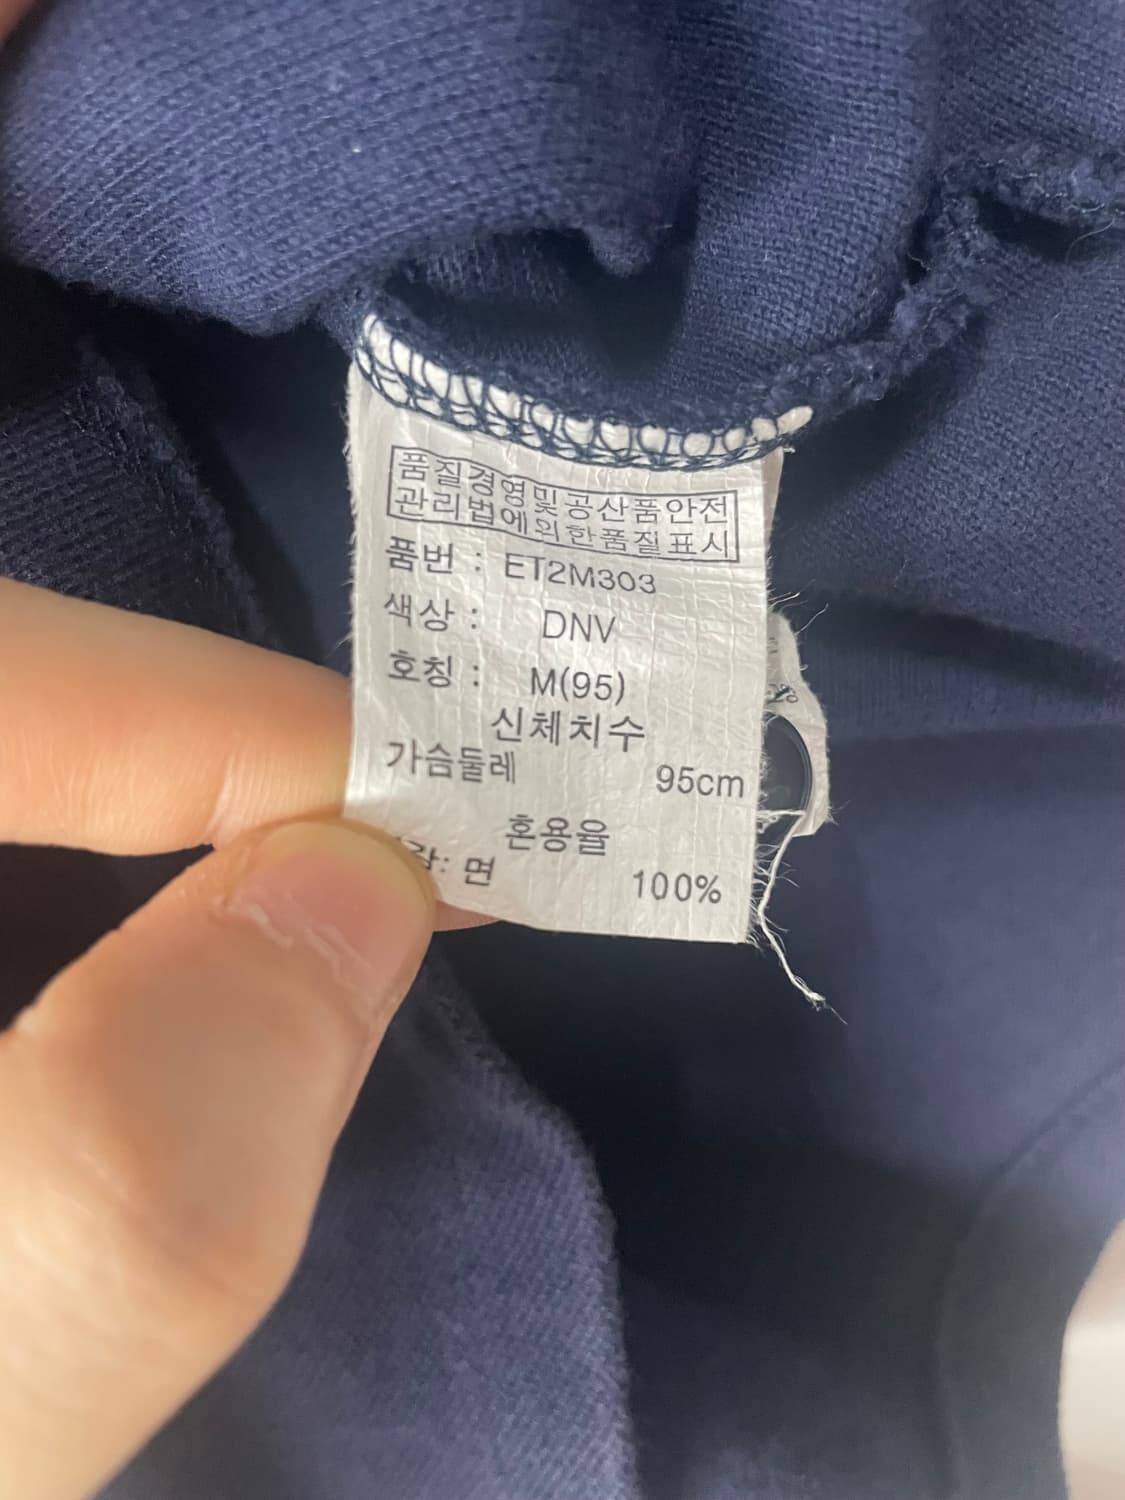 품질경영및공산품안전
관리법에의한품질표시
품번 : ET2M303
색상 : DNV
호칭 : M(95)
신체치수
가슴둘레 95cm
혼용율
면 100%